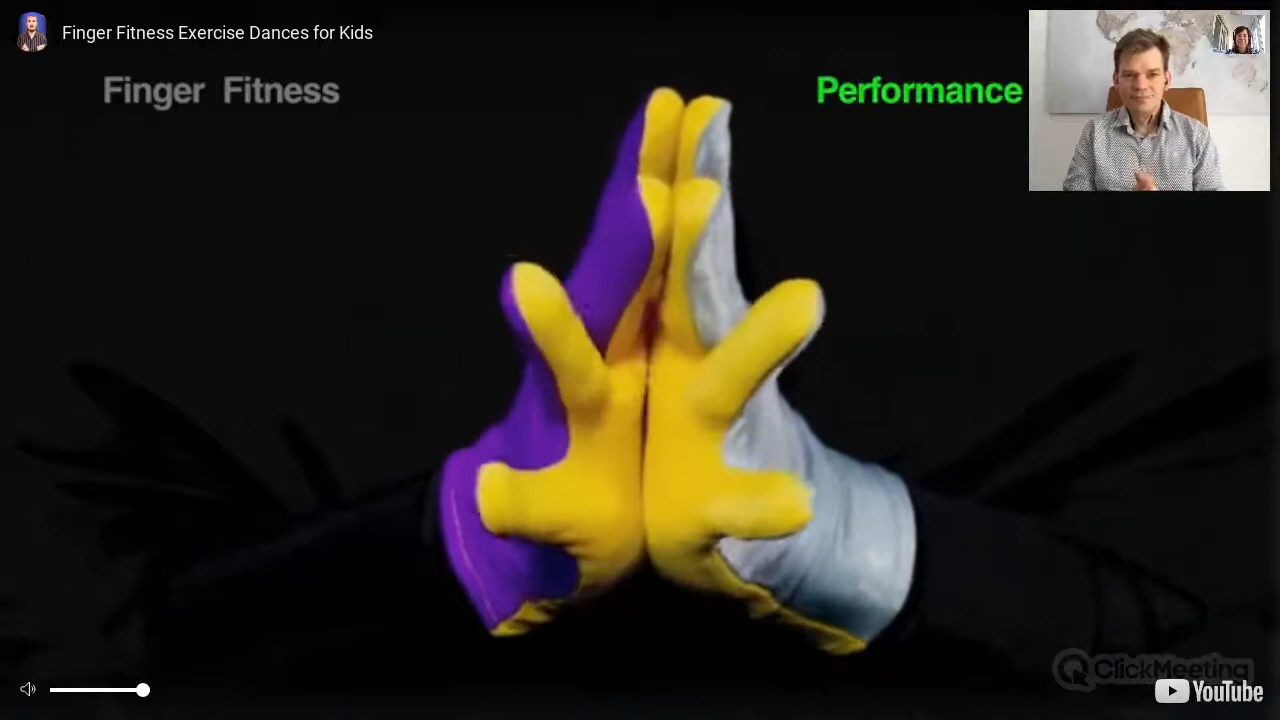 Finger Fitness Exercise Dances for Kids
Finger Fitness
Performance
ClickMeeting
YouTube